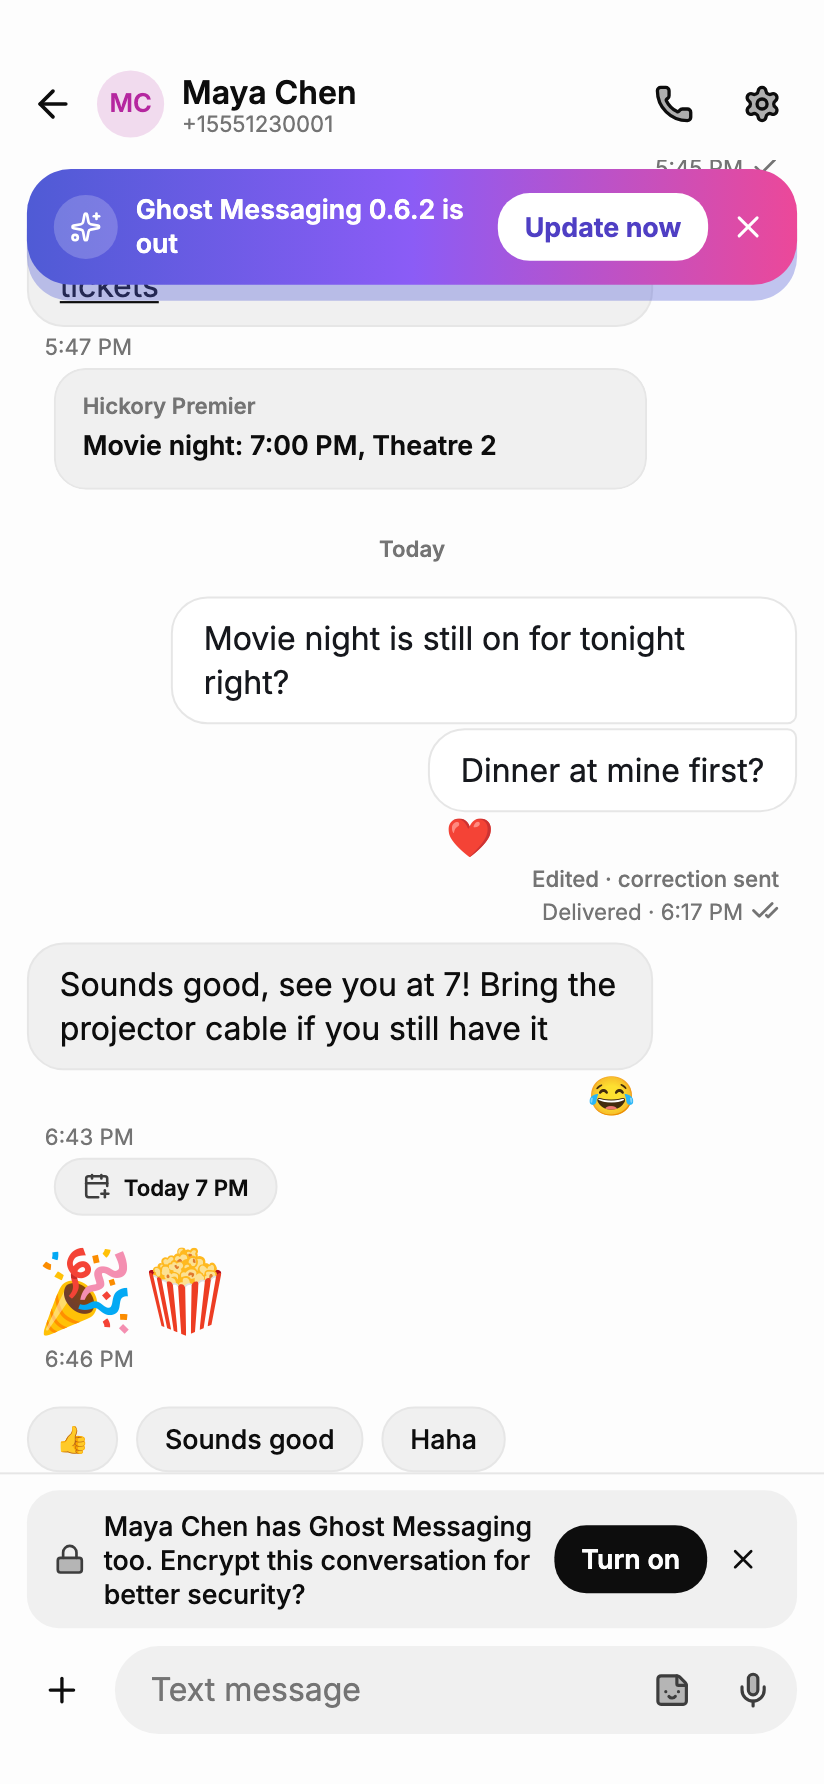 MC
Maya Chen
+15551230001
5:45 PM
Ghost Messaging 0.6.2 is
out
Update now
tickets
5:47 PM
Hickory Premier
Movie night: 7:00 PM, Theatre 2
Today
Movie night is still on for tonight
right?
Dinner at mine first?
Edited · correction sent
Delivered · 6:17 PM
Sounds good, see you at 7! Bring the
projector cable if you still have it
6:43 PM
Today 7 PM
6:46 PM
Sounds good
Haha
Maya Chen has Ghost Messaging
too. Encrypt this conversation for
better security?
Turn on
Text message